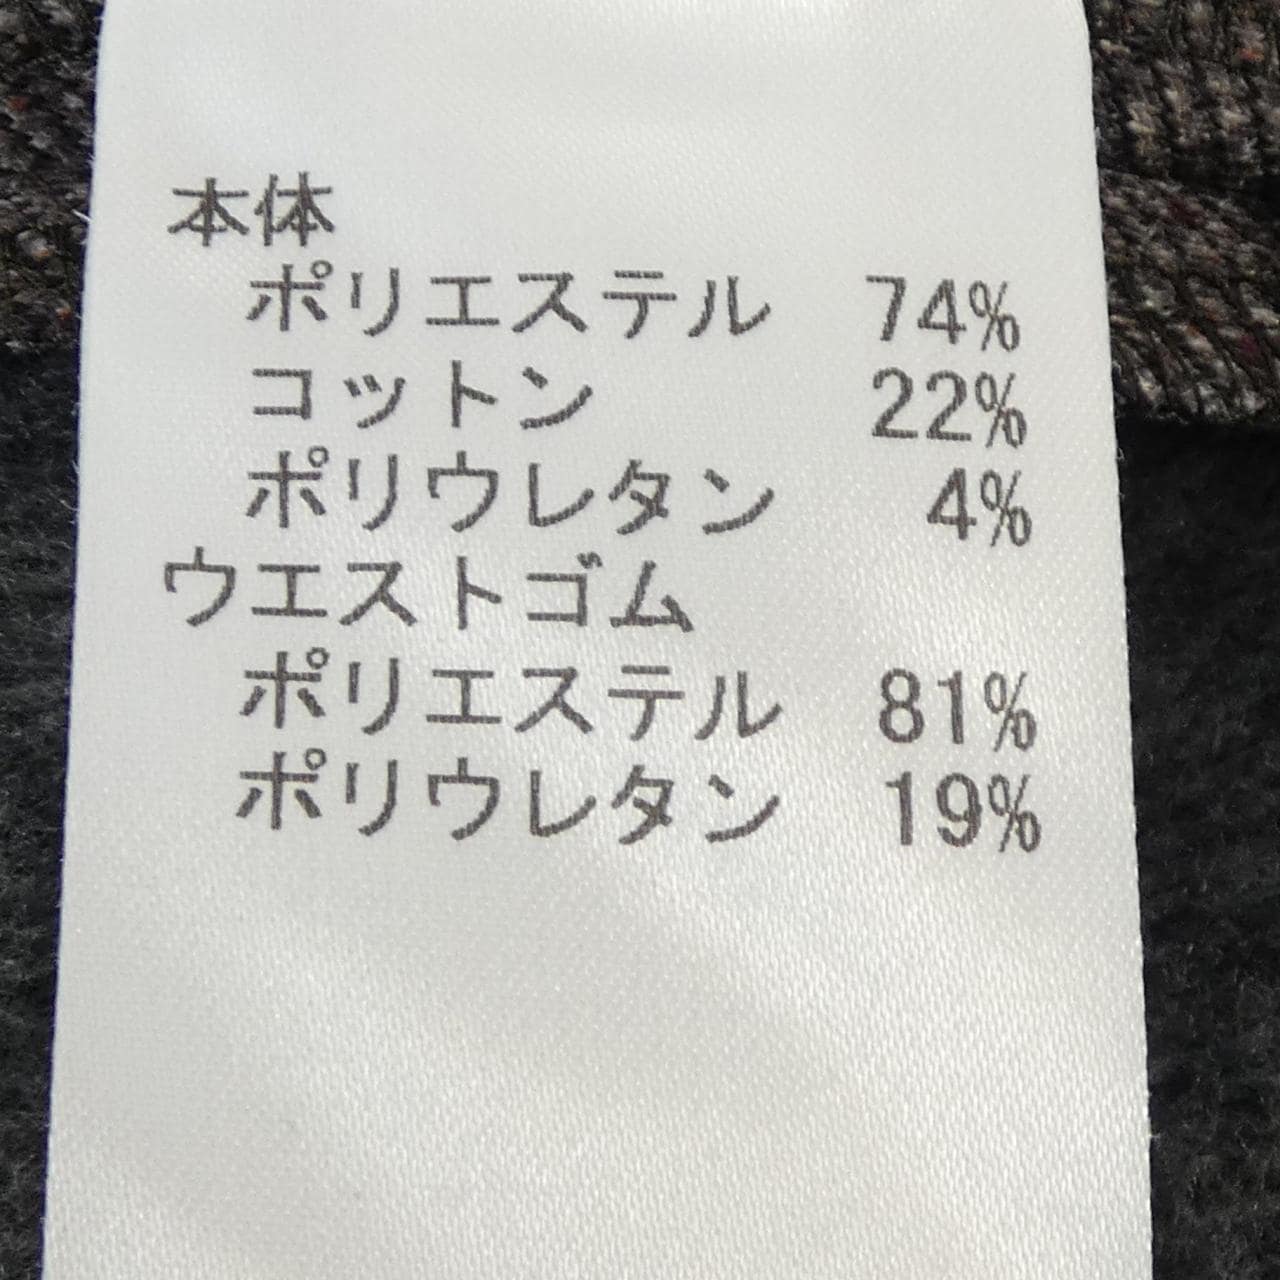 本体
ポリエステル 74%
コットン 22%
ポリウレタン 4%
ウエストゴム
ポリエステル 81%
ポリウレタン 19%